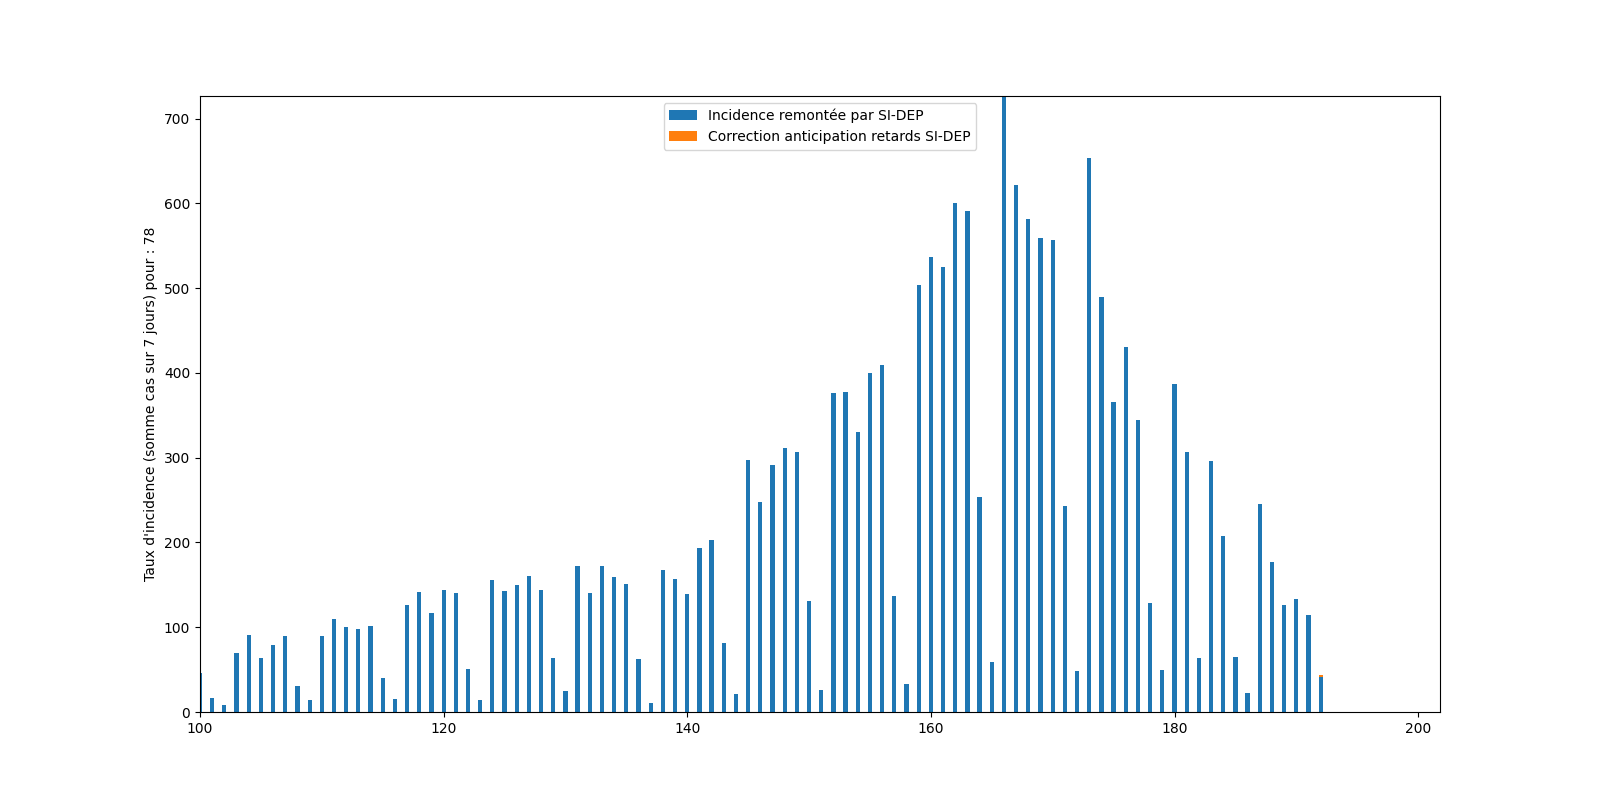 Incidence remontée par SI-DEP
Correction anticipation retards SI-DEP
Taux d'incidence (somme cas sur 7 jours) pour : 78
700
600
500
400
300
200
100
0
100 120 140 160 180 200